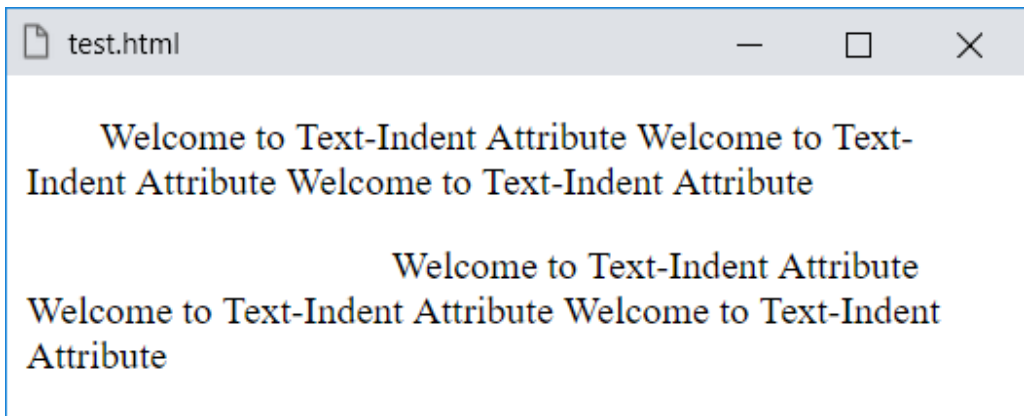 test.html
Welcome to Text-Indent Attribute Welcome to Text-
Indent Attribute Welcome to Text-Indent Attribute
Welcome to Text-Indent Attribute
Welcome to Text-Indent Attribute Welcome to Text-Indent
Attribute